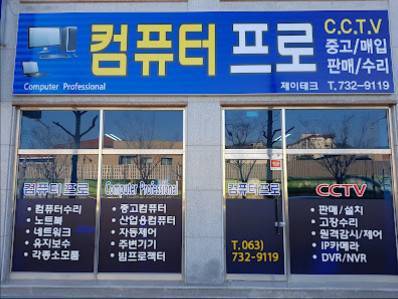 컴퓨터 프로
C.C.T.V
중고/매입
판매/수리
Computer Professional
제이테크 T.732-9119
컴퓨터프로
• 컴퓨터수리
• 노트북
• 네트워크
• 유지보수
• 각종소모품
Computer Professional
• 중고컴퓨터
• 산업용컴퓨터
• 자동제어
• 주변기기
• 빔프로젝터
컴퓨터프로
T.063)
732-9119
CCTV
• 판매/설치
• 고장수리
• 원격감시/제어
• IP카메라
• DVR/NVR